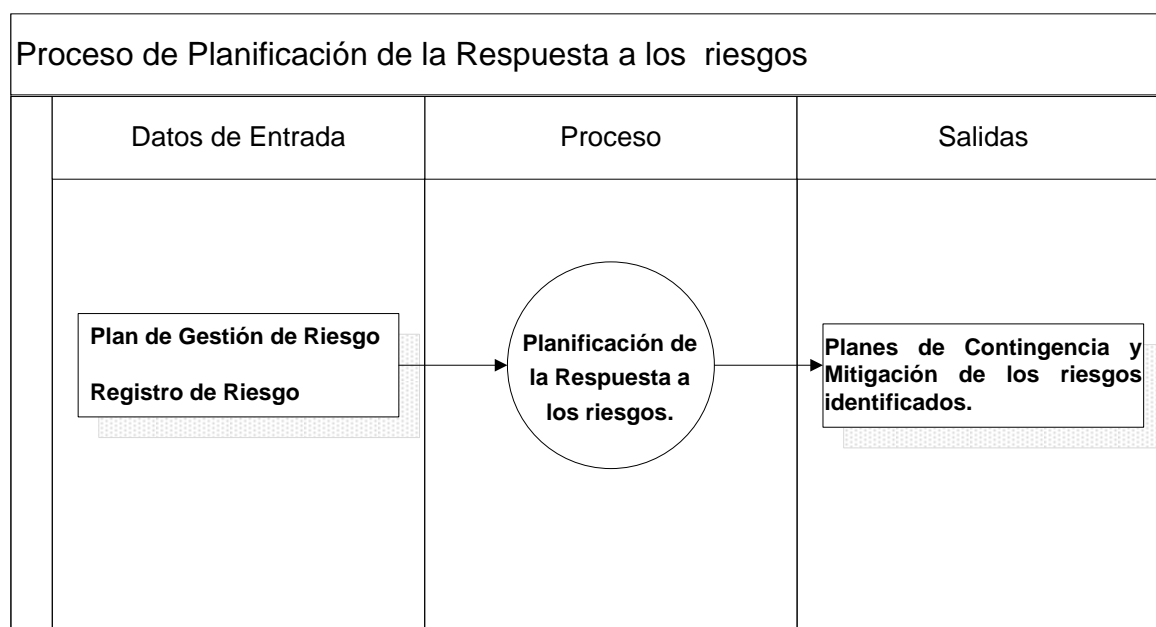 Proceso de Planificación de la Respuesta a los riesgos
Datos de Entrada
Proceso
Salidas
Plan de Gestión de Riesgo
Registro de Riesgo
Planificación de
la Respuesta a
los riesgos.
Planes de Contingencia y
Mitigación de los riesgos
identificados.